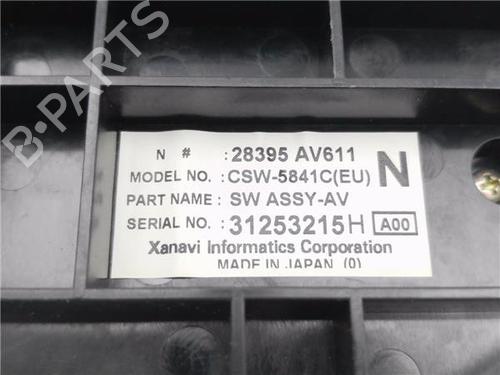 N # : 28395 AV611
MODEL NO. : CSW-5841C(EU) N
PART NAME : SW ASSY-AV
SERIAL NO. : 31253215H A00
Xanavi Informatics Corporation
MADE IN JAPAN (0)